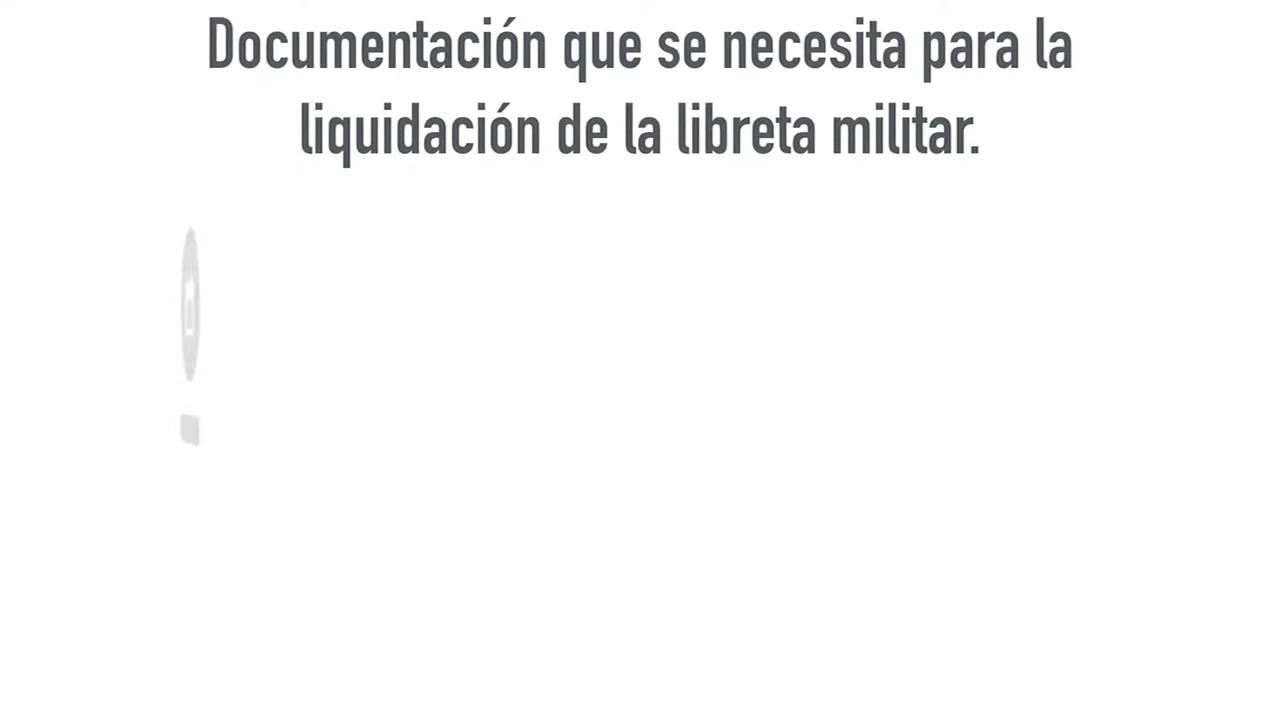 Documentación que se necesita para la
liquidación de la libreta militar.